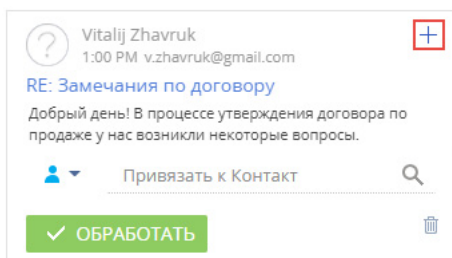 Vitalij Zhavruk
1:00 PM v.zhavruk@gmail.com
RE: Замечания по договору
Добрый день! В процессе утверждения договора по
продаже у нас возникли некоторые вопросы.
Привязать к Контакт
ОБРАБОТАТЬ